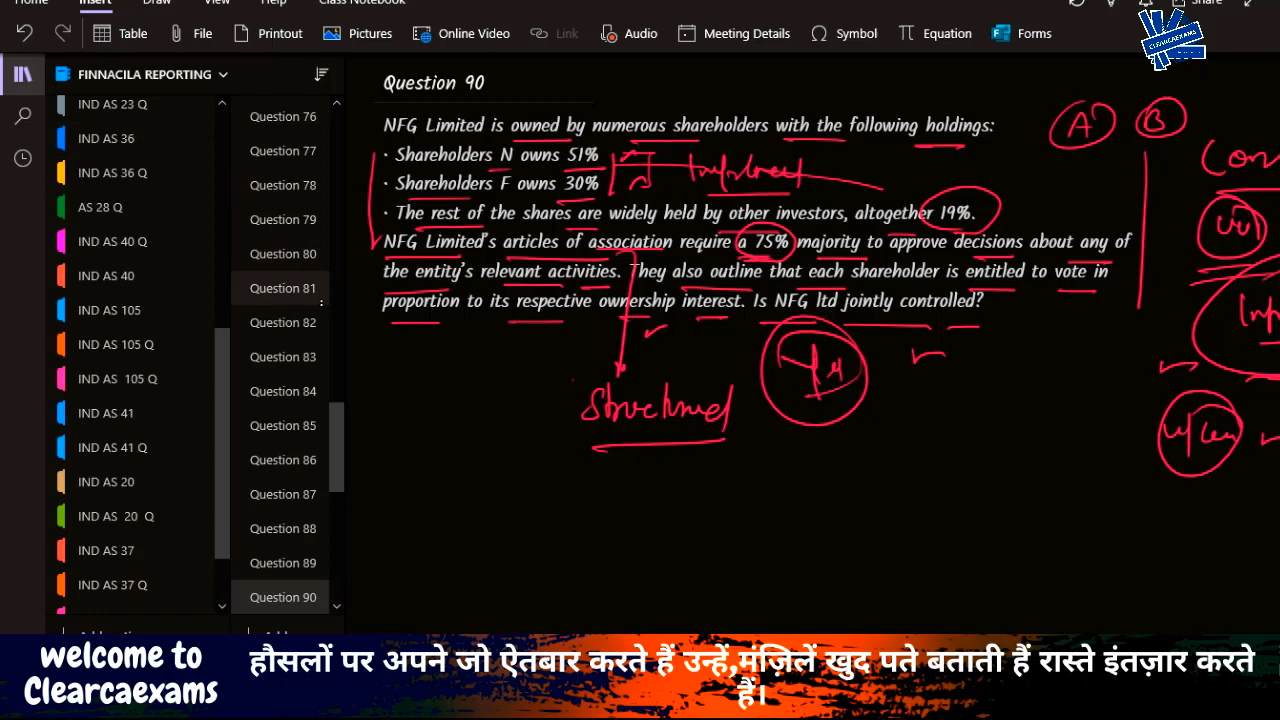 Home Insert Draw View Help Class Notebook Share
Table File Printout Pictures Online Video Link Audio Meeting Details Symbol Equation Forms
CLEARCAEXAMS
FINNACILA REPORTING
IND AS 23 Q
IND AS 36
IND AS 36 Q
AS 28 Q
IND AS 40 Q
IND AS 40
IND AS 105
IND AS 105 Q
IND AS 105 Q
IND AS 41
IND AS 41 Q
IND AS 20
IND AS 20 Q
IND AS 37
IND AS 37 Q
Question 76
Question 77
Question 78
Question 79
Question 80
Question 81
Question 82
Question 83
Question 84
Question 85
Question 86
Question 87
Question 88
Question 89
Question 90
Question 90
NFG Limited is owned by numerous shareholders with the following holdings:
· Shareholders N owns 51%
· Shareholders F owns 30%
· The rest of the shares are widely held by other investors, altogether 19%.
NFG Limited's articles of association require a 75% majority to approve decisions about any of
the entity's relevant activities. They also outline that each shareholder is entitled to vote in
proportion to its respective ownership interest. Is NFG ltd jointly controlled?
A B
Structured
welcome to
Clearcaexams
हौसलों पर अपने जो ऐतबार करते हैं उन्हें,मंज़िलें खुद पते बताती हैं रास्ते इंतज़ार करते
हैं।